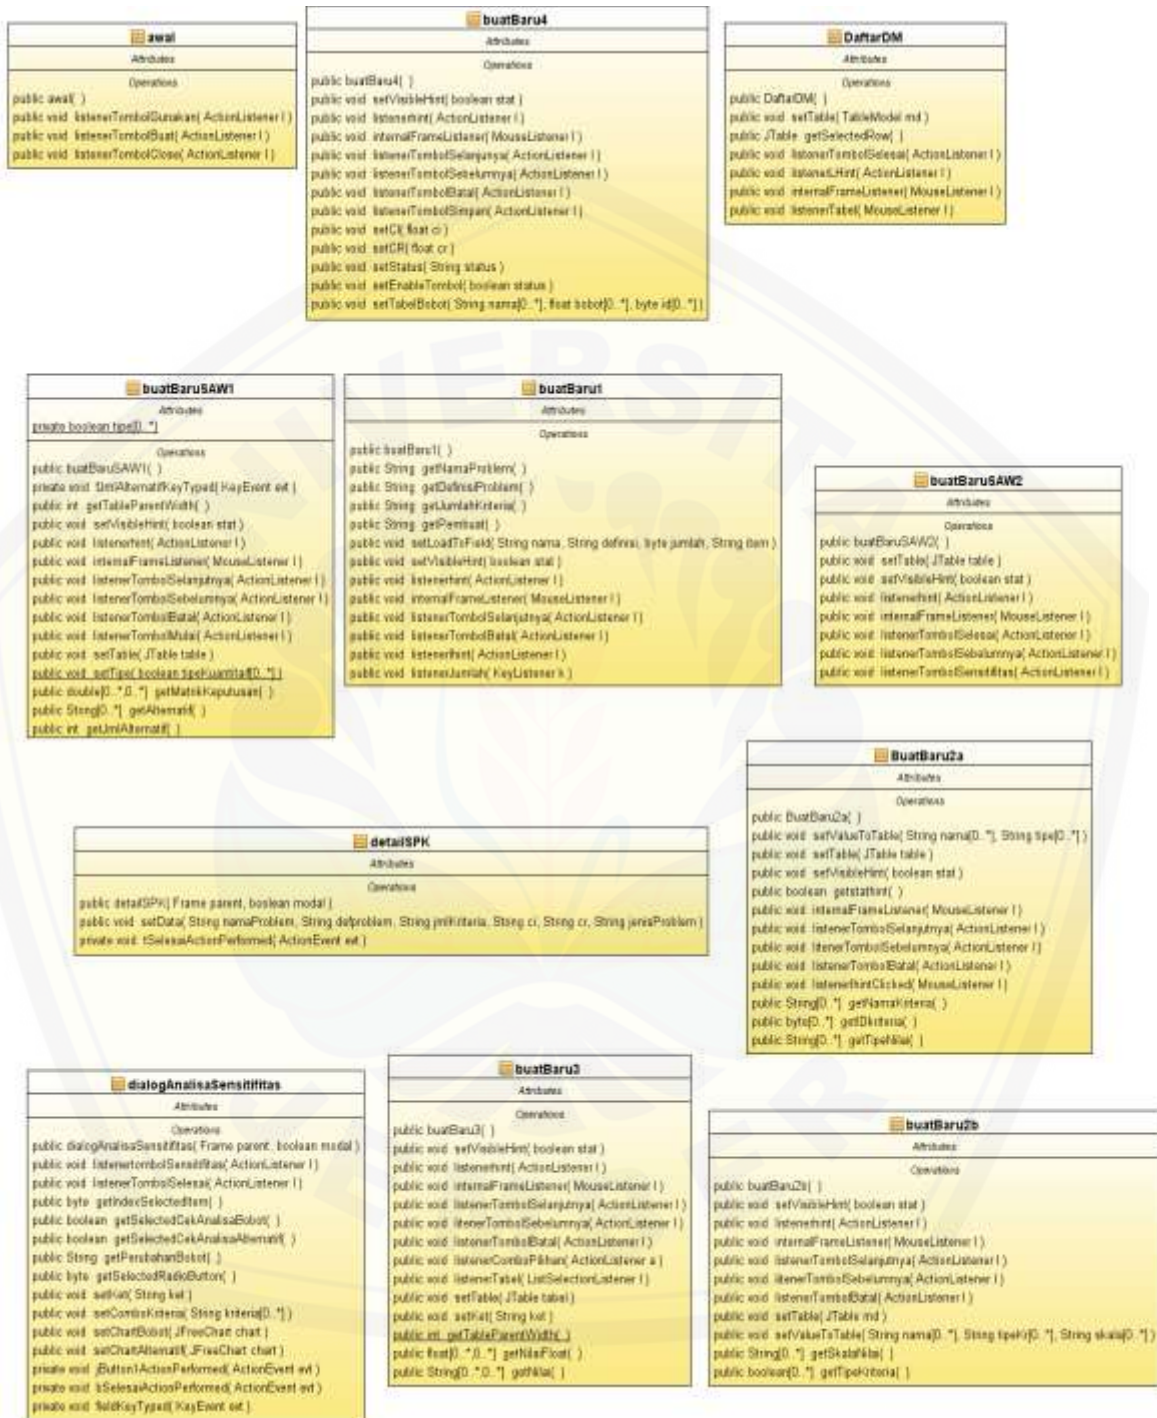 awal
Attributes
Operations
public awal( )
public void listenerTombolGunakan( ActionListener l )
public void listenerTombolBuat( ActionListener l )
public void listenerTombolClose( ActionListener l )
buatBaru4
Attributes
Operations
public buatBaru4( )
public void setVisibleHint( boolean stat )
public void listenerhint( ActionListener l )
public void internalFrameListener( MouseListener l )
public void listenerTombolSelanjunya( ActionListener l )
public void listenerTombolSebelumnya( ActionListener l )
public void listenerTombolBatal( ActionListener l )
public void listenerTombolSimpan( ActionListener l )
public void setCI( float ci )
public void setCR( float cr )
public void setStatus( String status )
public void setEnableTombol( boolean status )
public void setTabelBobot( String nama[0..*], float bobot[0..*], byte id[0..*] )
DaftarDM
Attributes
Operations
public DaftarDM( )
public void setTable( TableModel md )
public JTable getSelectedRow( )
public void listenerTombolSelesai( ActionListener l )
public void listenerLHint( ActionListener l )
public void internalFrameListener( MouseListener l )
public void listenerTabel( MouseListener l )
buatBaruSAW1
Attributes
private boolean tipe[0..*]
Operations
public buatBaruSAW1( )
private void fJmlAlternatifKeyTyped( KeyEvent evt )
public int getTableParentWidth( )
public void setVisibleHint( boolean stat )
public void listenerhint( ActionListener l )
public void internalFrameListener( MouseListener l )
public void listenerTombolSelanjutnya( ActionListener l )
public void listenerTombolSebelumnya( ActionListener l )
public void listenerTombolBatal( ActionListener l )
public void listenerTombolMulai( ActionListener l )
public void setTable( JTable table )
public void setTipe( boolean tipeKuantitatif[0..*] )
public double[0..*,0..*] getMatrikKeputusan( )
public String[0..*] getAlternatif( )
public int getJmlAlternatif( )
buatBaru1
Attributes
Operations
public buatBaru1( )
public String getNamaProblem( )
public String getDefinisiProblem( )
public String getJumlahKriteria( )
public String getPembuat( )
public void setLoadToField( String nama, String definisi, byte jumlah, String item )
public void setVisibleHint( boolean stat )
public void listenerhint( ActionListener l )
public void internalFrameListener( MouseListener l )
public void listenerTombolSelanjutnya( ActionListener l )
public void listenerTombolBatal( ActionListener l )
public void listenerlhint( ActionListener l )
public void listenerJumlah( KeyListener k )
buatBaruSAW2
Attributes
Operations
public buatBaruSAW2( )
public void setTable( JTable table )
public void setVisibleHint( boolean stat )
public void listenerlhint( ActionListener l )
public void internalFrameListener( MouseListener l )
public void listenerTombolSelesai( ActionListener l )
public void listenerTombolSebelumnya( ActionListener l )
public void listenerTombolSensitifitas( ActionListener l )
BuatBaru2a
Attributes
Operations
public BuatBaru2a( )
public void setValueToTable( String nama[0..*], String tipe[0..*] )
public void setTable( JTable table )
public void setVisibleHint( boolean stat )
public boolean getstathint( )
public void internalFrameListener( MouseListener l )
public void listenerTombolSelanjutnya( ActionListener l )
public void litenerTombolSebelumnya( ActionListener l )
public void listenerTombolBatal( ActionListener l )
public void listenerlhintClicked( MouseListener l )
public String[0..*] getNamaKriteria( )
public byte[0..*] getIDkriteria( )
public String[0..*] getTipeNilai( )
detailSPK
Attributes
Operations
public detailSPK( Frame parent, boolean modal )
public void setData( String namaProblem, String defproblem, String jmlKriteria, String ci, String cr, String jenisProblem )
private void tSelesaiActionPerformed( ActionEvent evt )
dialogAnalisaSensitifitas
Attributes
Operations
public dialogAnalisaSensitifitas( Frame parent, boolean modal )
public void listenertombolSensitifitas( ActionListener l )
public void listenerTombolSelesai( ActionListener l )
public byte getIndexSelectedItem( )
public boolean getSelectedCekAnalisaBobot( )
public boolean getSelectedCekAnalisaAlternatif( )
public String getPerubahanBobot( )
public byte getSelectedRadioButton( )
public void setKet( String ket )
public void setComboKriteria( String kriteria[0..*] )
public void setChartBobot( JFreeChart chart )
public void setChartAlternatif( JFreeChart chart )
private void jButton1ActionPerformed( ActionEvent evt )
private void bSelesaiActionPerformed( ActionEvent evt )
private void fieldKeyTyped( KeyEvent evt )
buatBaru3
Attributes
Operations
public buatBaru3( )
public void setVisibleHint( boolean stat )
public void listenerhint( ActionListener l )
public void internalFrameListener( MouseListener l )
public void listenerTombolSelanjutnya( ActionListener l )
public void litenerTombolSebelumnya( ActionListener l )
public void listenerTombolBatal( ActionListener l )
public void listenerComboPilihan( ActionListener a )
public void listenerTabel( ListSelectionListener l )
public void setTable( JTable tabel )
public void setKet( String ket )
public int getTableParentWidth( )
public float[0..*,0..*] getNilaiFloat( )
public String[0..*,0..*] getNilai( )
buatBaru2b
Attributes
Operations
public buatBaru2b( )
public void setVisibleHint( boolean stat )
public void listenerhint( ActionListener l )
public void internalFrameListener( MouseListener l )
public void listenerTombolSelanjutnya( ActionListener l )
public void litenerTombolSebelumnya( ActionListener l )
public void listenerTombolBatal( ActionListener l )
public void setTable( JTable md )
public void setValueToTable( String nama[0..*], String tipeKr[0..*], String skala[0..*] )
public String[0..*] getSkalaNilai( )
public boolean[0..*] getTipeKriteria( )